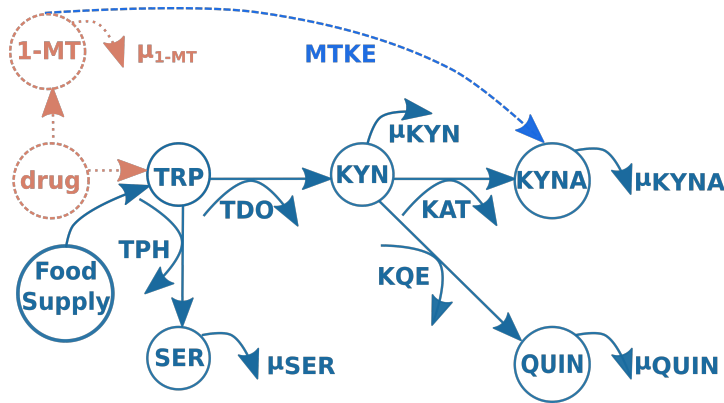 1-MT
μ1-MT
MTKE
drug
TRP
KYN
μKYN
KYNA
μKYNA
TDO
KAT
TPH
Food
Supply
KQE
SER
μSER
QUIN
μQUIN